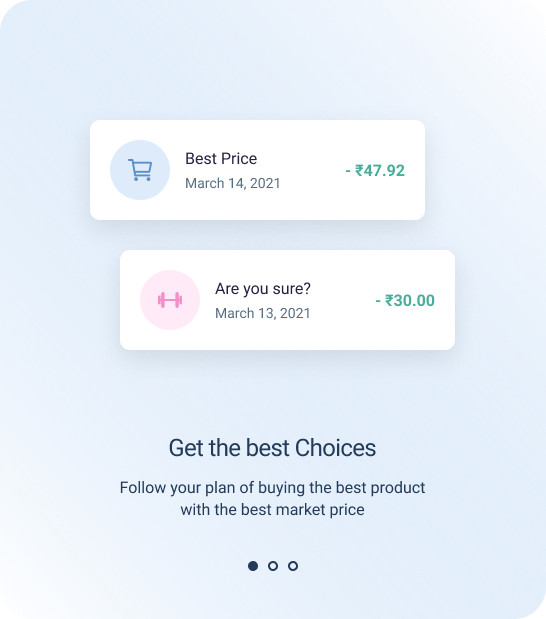 Best Price
March 14, 2021
- ₹47.92
Are you sure?
March 13, 2021
- ₹30.00
Get the best Choices
Follow your plan of buying the best product
with the best market price